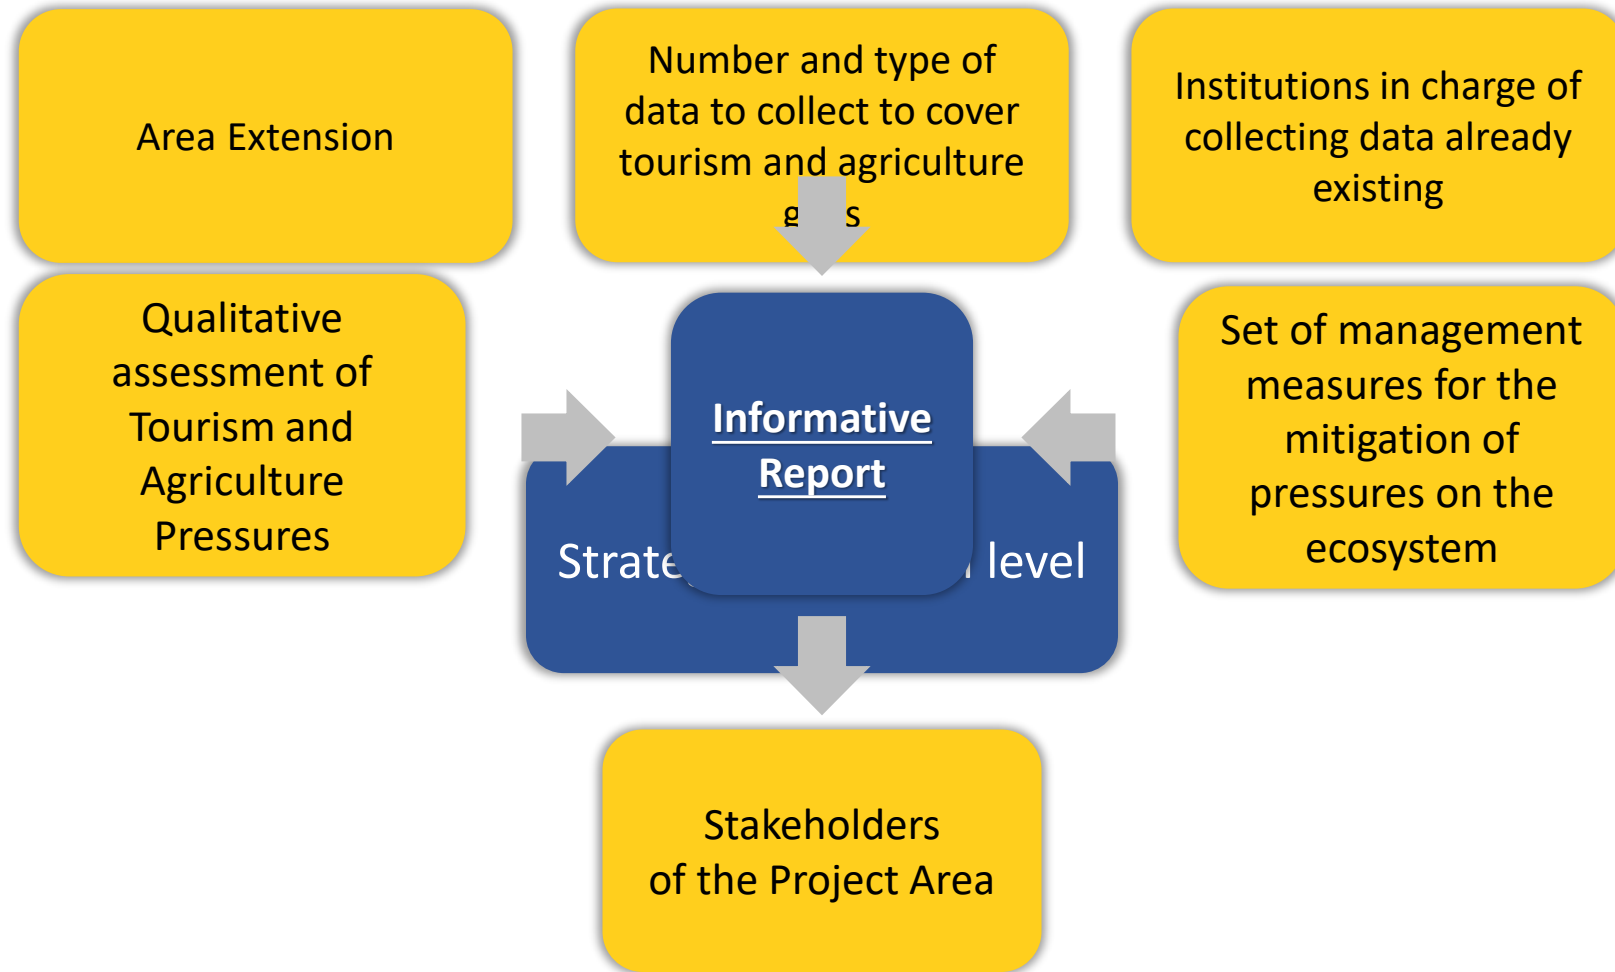 Area Extension
Number and type of
data to collect to cover
tourism and agriculture
Institutions in charge of
collecting data already
existing
Qualitative
assessment of
Tourism and
Agriculture
Pressures
Informative
Report
Set of management
measures for the
mitigation of
pressures on the
ecosystem
level
Stakeholders
of the Project Area